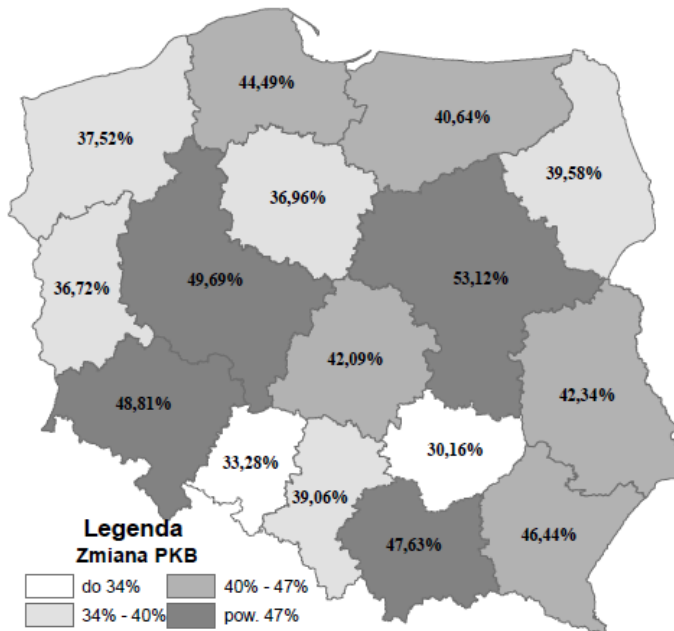 44,49%
40,64%
37,52%
39,58%
36,96%
49,69%
53,12%
36,72%
42,09%
42,34%
48,81%
30,16%
33,28%
39,06%
46,44%
47,63%
Legenda
Zmiana PKB
do 34%
40% - 47%
34% - 40%
pow. 47%